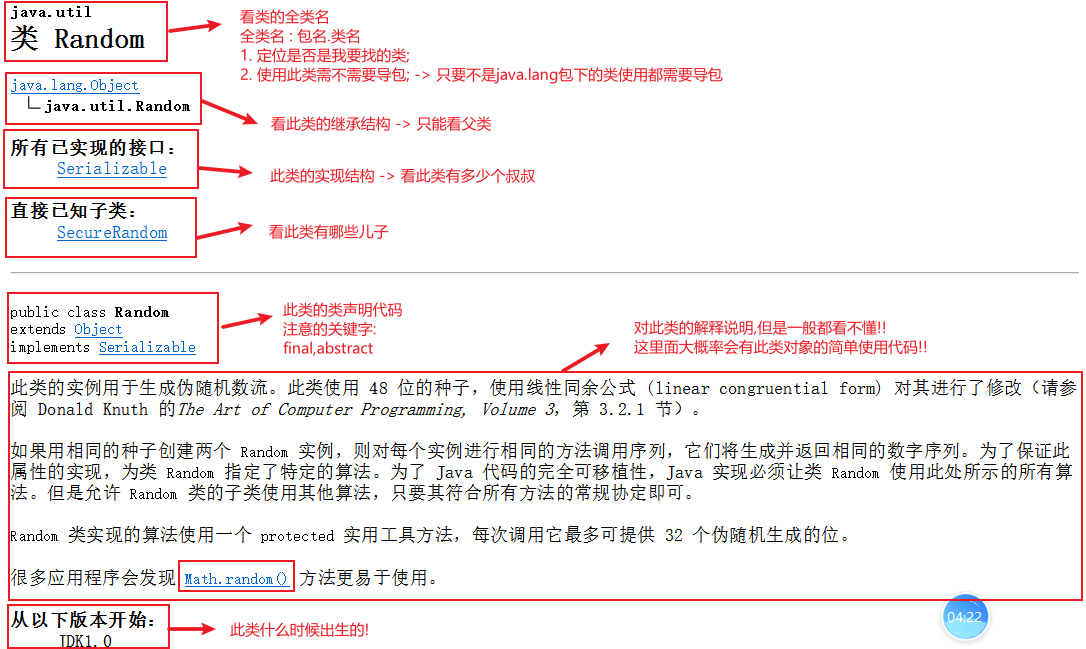 java.util
类 Random
看类的全类名
全类名 : 包名.类名
1. 定位是否是我要找的类;
2. 使用此类需不需要导包; -> 只要不是java.lang包下的类使用都需要导包
java.lang.Object
└─java.util.Random
看此类的继承结构 -> 只能看父类
所有已实现的接口:
Serializable
此类的实现结构 -> 看此类有多少个叔叔
直接已知子类:
SecureRandom
看此类有哪些儿子
public class Random
extends Object
implements Serializable
此类的类声明代码
注意的关键字:
final,abstract
对此类的解释说明,但是一般都看不懂!!
这里面大概率会有此类对象的简单使用代码!!
此类的实例用于生成伪随机数流。此类使用 48 位的种子,使用线性同余公式 (linear congruential form) 对其进行了修改(请参
阅 Donald Knuth 的The Art of Computer Programming, Volume 3,第 3.2.1 节)。
如果用相同的种子创建两个 Random 实例,则对每个实例进行相同的方法调用序列,它们将生成并返回相同的数字序列。为了保证此
属性的实现,为类 Random 指定了特定的算法。为了 Java 代码的完全可移植性,Java 实现必须让类 Random 使用此处所示的所有算
法。但是允许 Random 类的子类使用其他算法,只要其符合所有方法的常规协定即可。
Random 类实现的算法使用一个 protected 实用工具方法,每次调用它最多可提供 32 个伪随机生成的位。
很多应用程序会发现 Math.random() 方法更易于使用。
从以下版本开始:
JDK1.0
此类什么时候出生的!
04:22